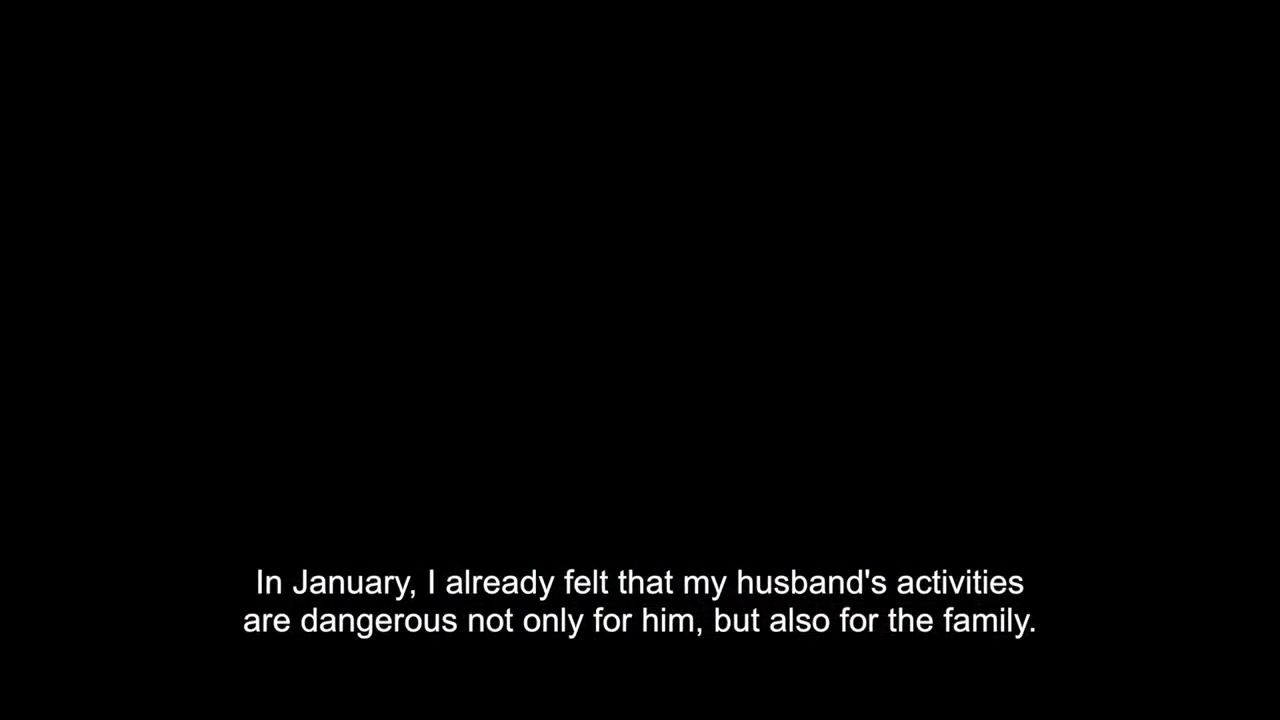 In January, I already felt that my husband's activities
are dangerous not only for him, but also for the family.